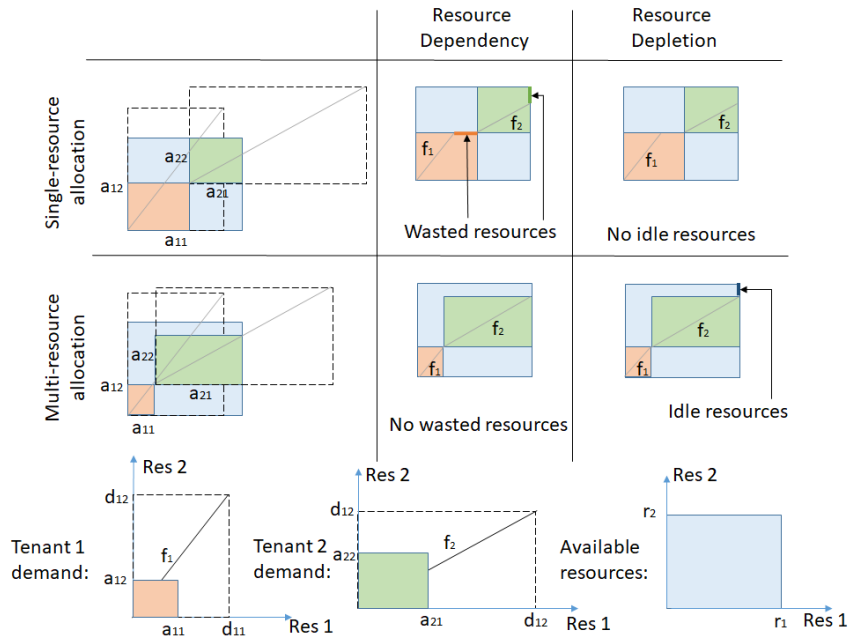 Resource
Dependency
Resource
Depletion
Single-resource
allocation
a22
a12
a21
a11
f1
f2
Wasted resources
f1
f2
No idle resources
Multi-resource
allocation
a22
a12
a21
a11
f1
f2
No wasted resources
f1
f2
Idle resources
Tenant 1
demand:
Res 2
d12
f1
a12
a11
d11
Res 1
Tenant 2
demand:
Res 2
d12
a22
f2
a21
d12
Res 1
Available
resources:
Res 2
r2
r1
Res 1